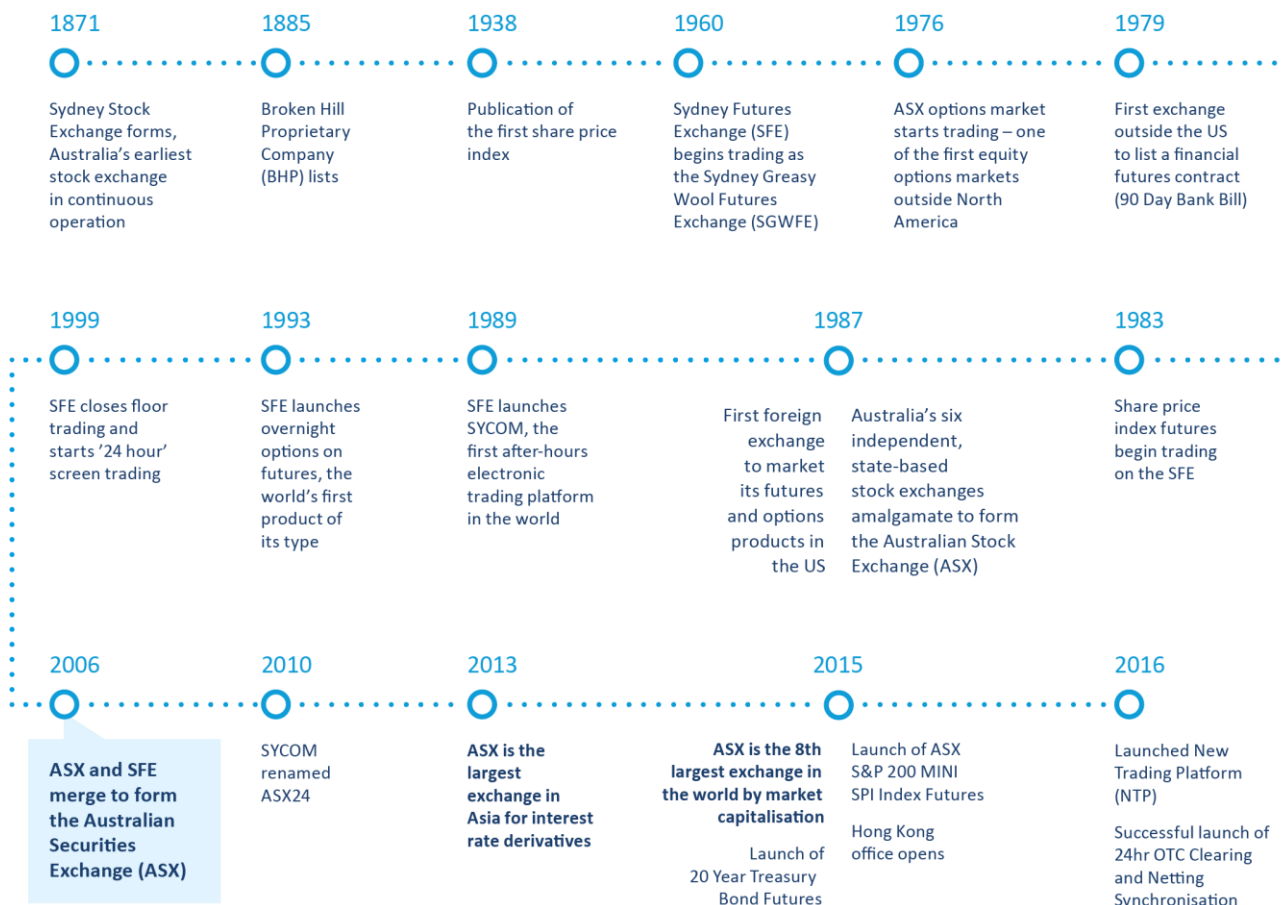 1871
Sydney Stock
Exchange forms,
Australia's earliest
stock exchange
in continuous
operation
1885
Broken Hill
Proprietary
Company
(BHP) lists
1938
Publication of
the first share price
index
1960
Sydney Futures
Exchange (SFE)
begins trading as
the Sydney Greasy
Wool Futures
Exchange (SGWFE)
1976
ASX options market
starts trading – one
of the first equity
options markets
outside North
America
1979
First exchange
outside the US
to list a financial
futures contract
(90 Day Bank Bill)
1999
SFE closes floor
trading and
starts '24 hour'
screen trading
1993
SFE launches
overnight
options on
futures, the
world's first
product of
its type
1989
SFE launches
SYCOM, the
first after-hours
electronic
trading platform
in the world
1987
First foreign
exchange
to market
its futures
and options
products in
the US
Australia's six
independent,
state-based
stock exchanges
amalgamate to form
the Australian Stock
Exchange (ASX)
1983
Share price
index futures
begin trading
on the SFE
2006
ASX and SFE
merge to form
the Australian
Securities
Exchange (ASX)
2010
SYCOM
renamed
ASX24
2013
ASX is the
largest
exchange in
Asia for interest
rate derivatives
2015
ASX is the 8th
largest exchange in
the world by market
capitalisation
Launch of
20 Year Treasury
Bond Futures
Launch of ASX
S&P 200 MINI
SPI Index Futures
Hong Kong
office opens
2016
Launched New
Trading Platform
(NTP)
Successful launch of
24hr OTC Clearing
and Netting
Synchronisation